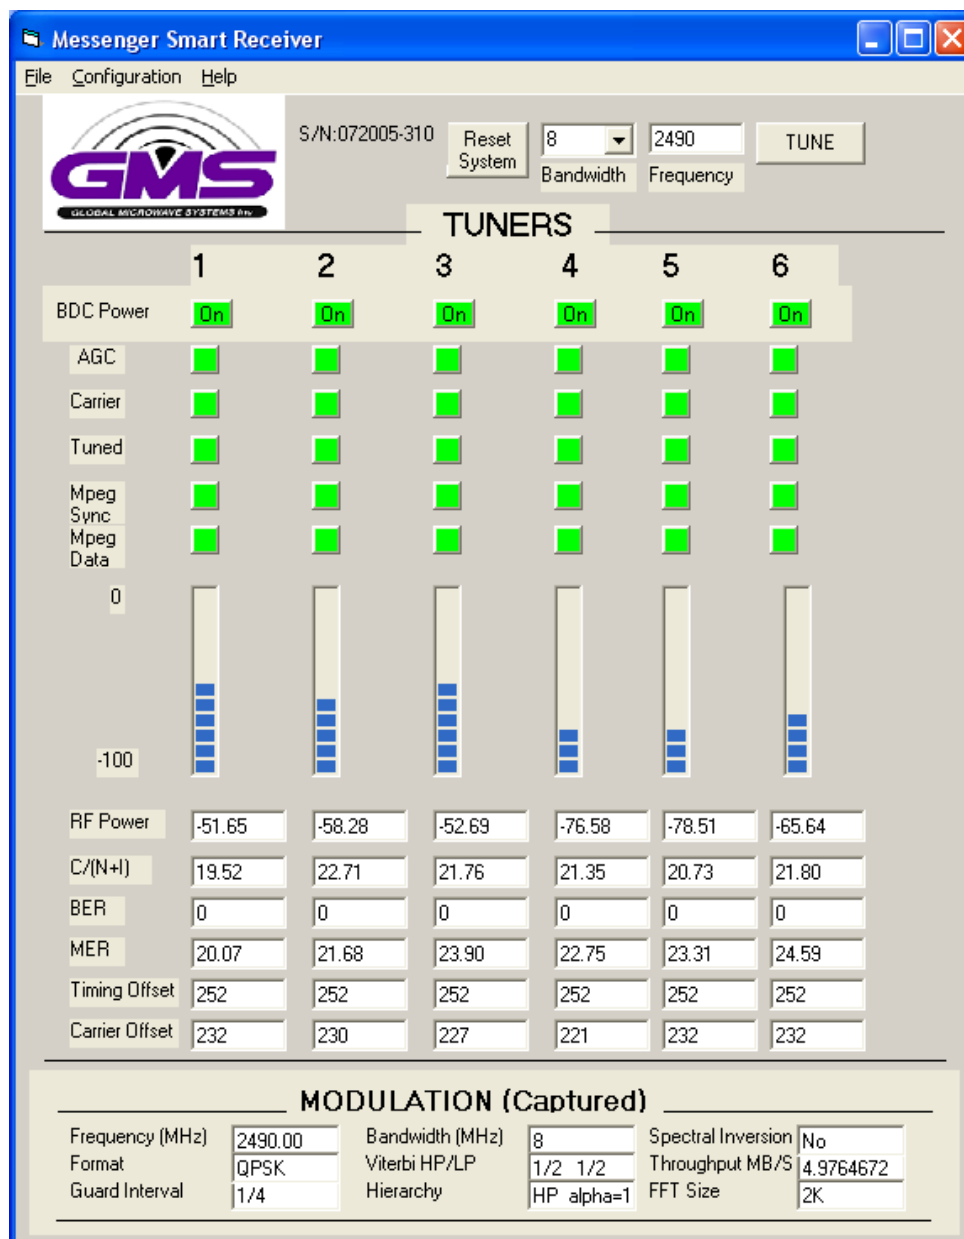 Messenger Smart Receiver
File Configuration Help
GMS
GLOBAL MICROWAVE SYSTEMS Inc
S/N:072005-310
Reset System
8
Bandwidth
2490
Frequency
TUNE
TUNERS
1 2 3 4 5 6
BDC Power On On On On On On
AGC
Carrier
Tuned
Mpeg
Sync
Mpeg
Data
0
-100
RF Power -51.65 -58.28 -52.69 -76.58 -78.51 -65.64
C/(N+I) 19.52 22.71 21.76 21.35 20.73 21.80
BER 0 0 0 0 0 0
MER 20.07 21.68 23.90 22.75 23.31 24.59
Timing Offset 252 252 252 252 252 252
Carrier Offset 232 230 227 221 232 232
MODULATION (Captured)
Frequency (MHz) 2490.00 Bandwidth (MHz) 8 Spectral Inversion No
Format QPSK Viterbi HP/LP 1/2 1/2 Throughput MB/S 4.9764672
Guard Interval 1/4 Hierarchy HP alpha=1 FFT Size 2K